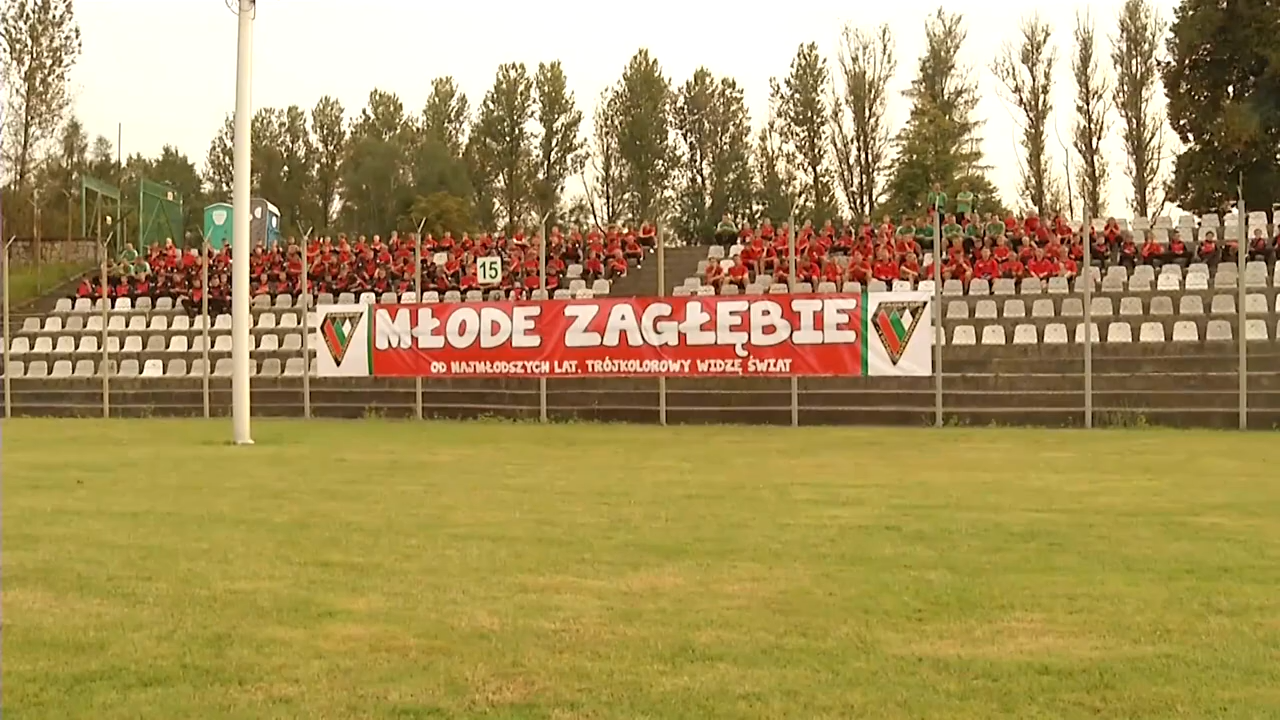 15
MŁODE ZAGŁĘBIE
OD NAJMŁODSZYCH LAT, TRÓJKOLOROWY WIDZĘ ŚWIAT